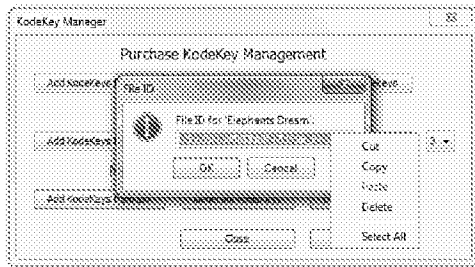 KodeKey Manager
Purchase KodeKey Management
Add KodeKeys
File ID
File ID for 'Elephants Dream'.
Add KodeKeys
Cut
Copy
Paste
OK
Cancel
Delete
Add KodeKeys
Close
Select All